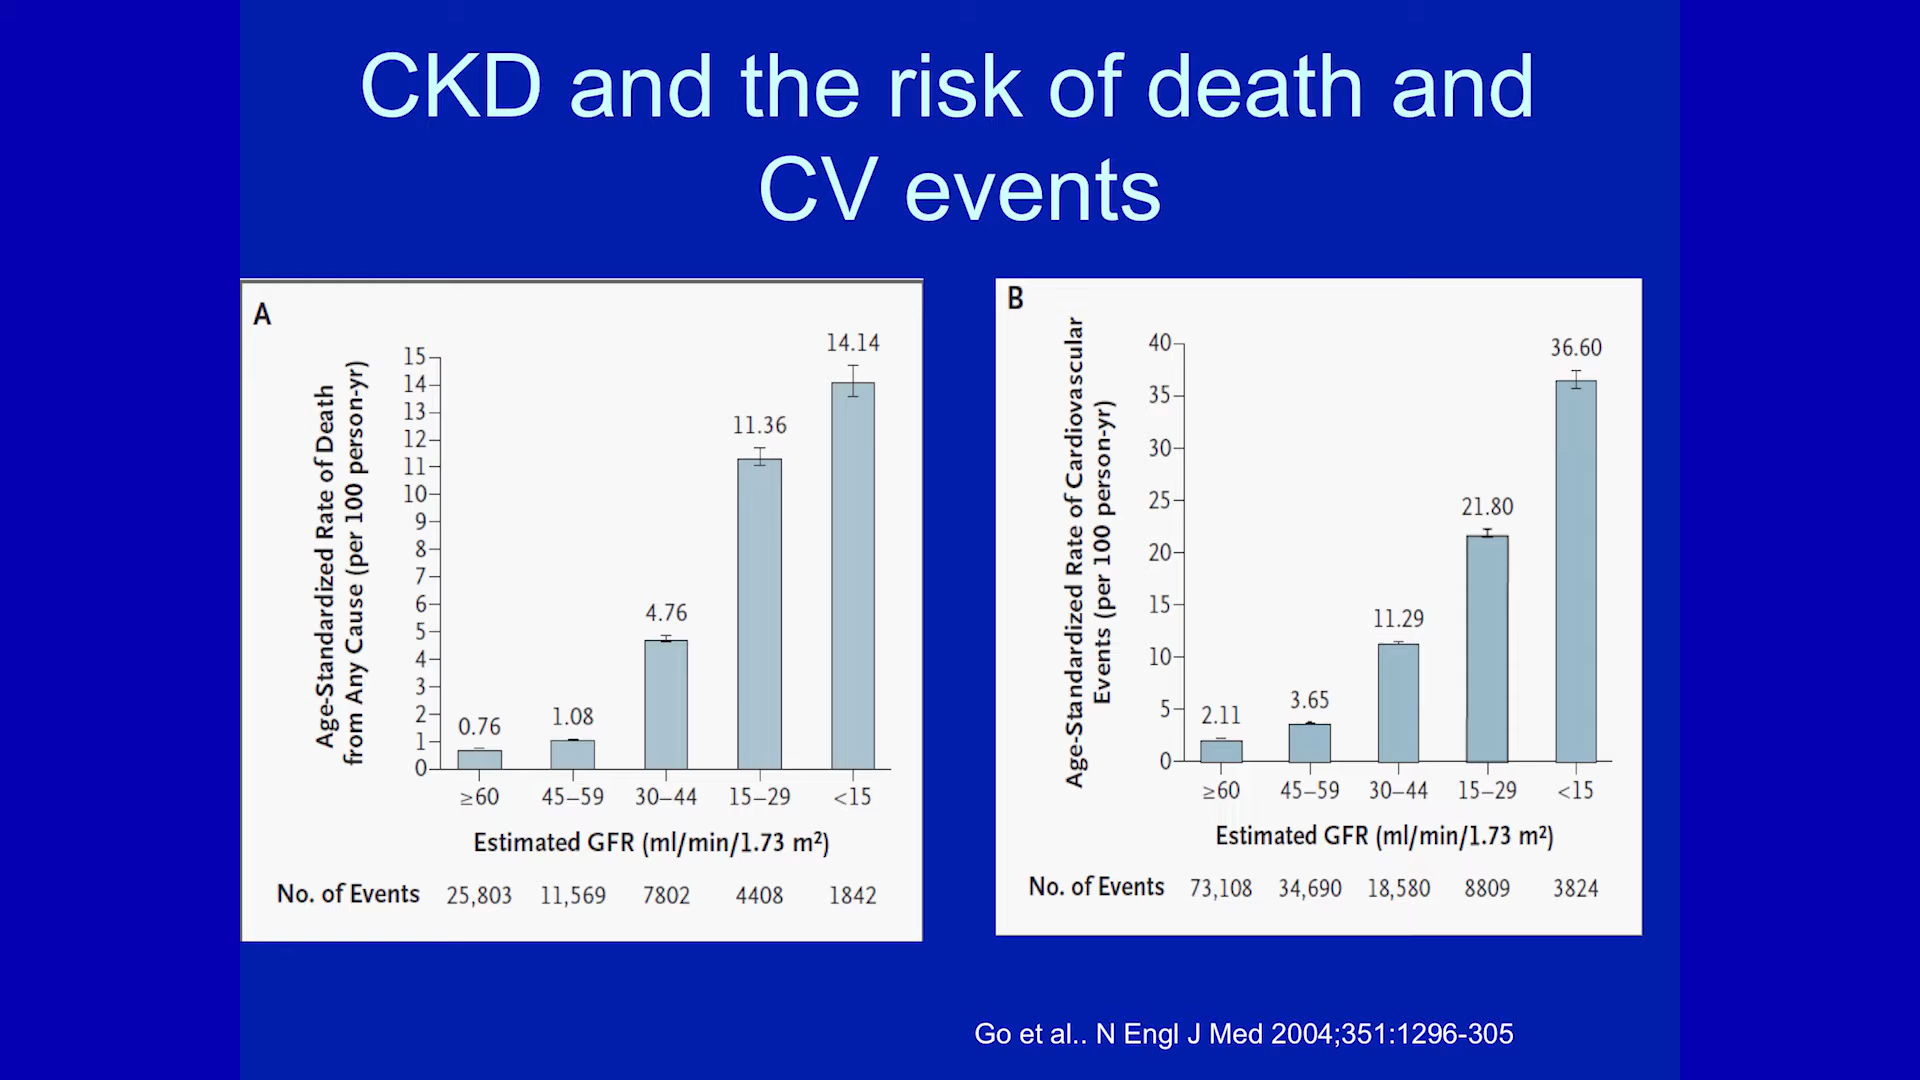 CKD and the risk of death and
CV events
A
Age-Standardized Rate of Death
from Any Cause (per 100 person-yr)
15
14
13
12
11
10
9
8
7
6
5
4
3
2
1
0
0.76
1.08
4.76
11.36
14.14
≥60 45–59 30–44 15–29 <15
Estimated GFR (ml/min/1.73 m²)
No. of Events 25,803 11,569 7802 4408 1842
B
Age-Standardized Rate of Cardiovascular
Events (per 100 person-yr)
40
35
30
25
20
15
10
5
0
2.11
3.65
11.29
21.80
36.60
≥60 45–59 30–44 15–29 <15
Estimated GFR (ml/min/1.73 m²)
No. of Events 73,108 34,690 18,580 8809 3824
Go et al.. N Engl J Med 2004;351:1296-305